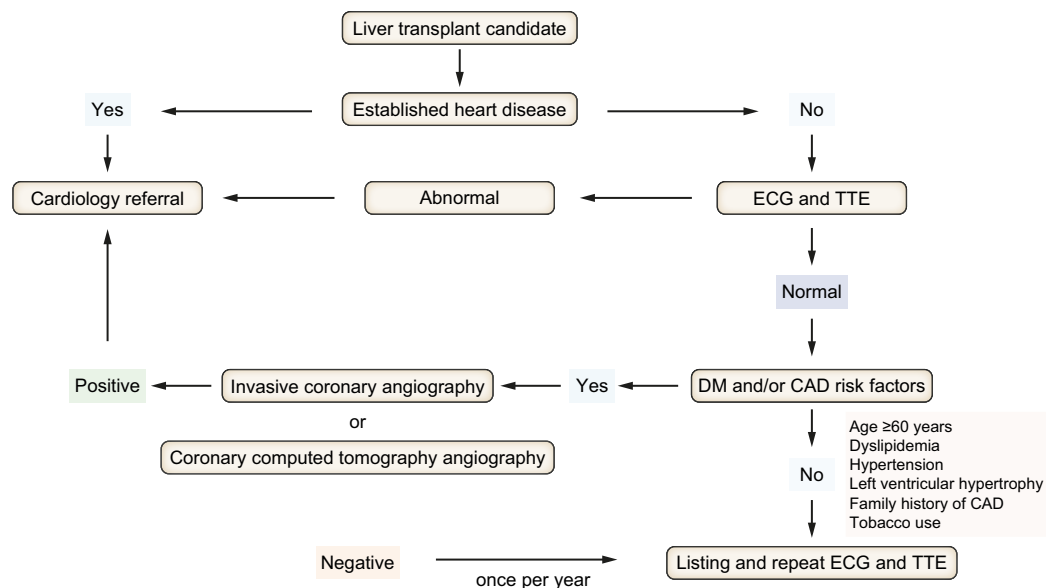 Liver transplant candidate
Yes
Established heart disease
No
Cardiology referral
Abnormal
ECG and TTE
Normal
Positive
Invasive coronary angiography
Yes
DM and/or CAD risk factors
or
Coronary computed tomography angiography
No
Age ≥60 years
Dyslipidemia
Hypertension
Left ventricular hypertrophy
Family history of CAD
Tobacco use
Negative
once per year
Listing and repeat ECG and TTE